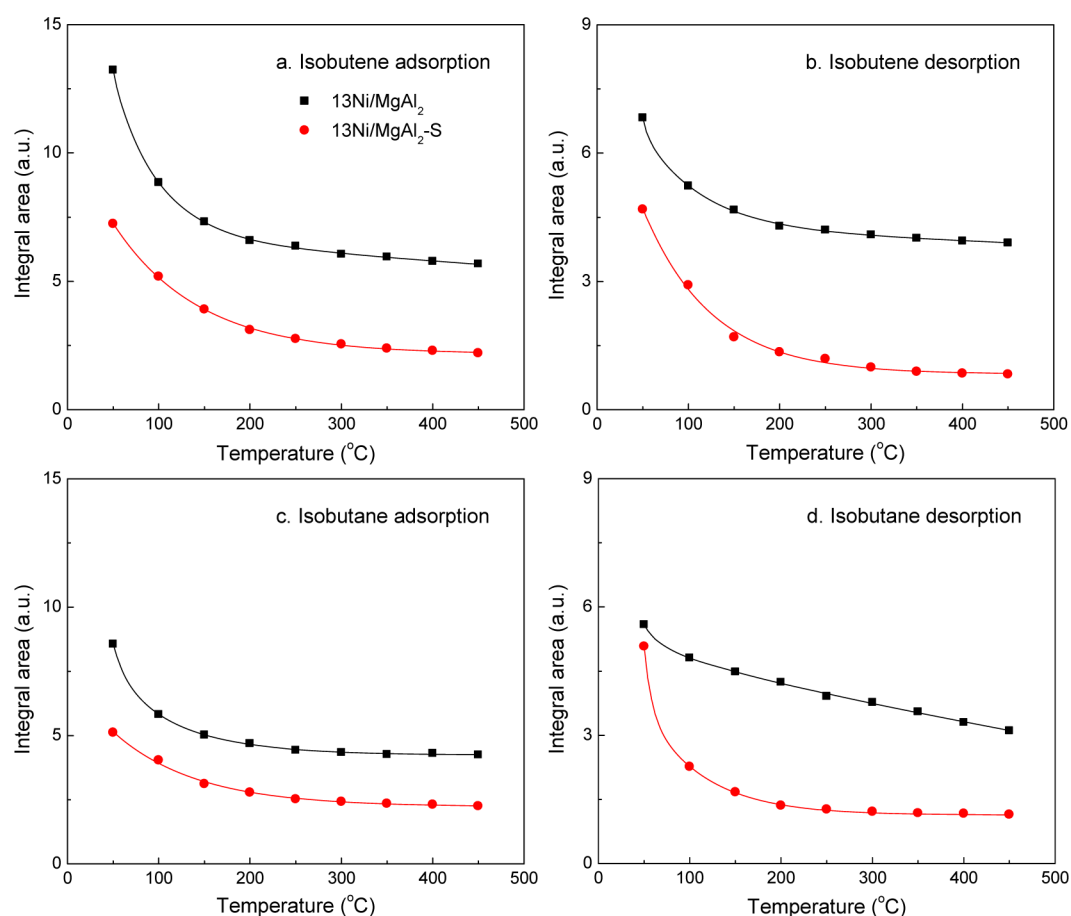 a. Isobutene adsorption
13Ni/MgAl₂
13Ni/MgAl₂-S
Integral area (a.u.)
15
10
5
0
0 100 200 300 400 500
Temperature (°C)
b. Isobutene desorption
Integral area (a.u.)
9
6
3
0
0 100 200 300 400 500
Temperature (°C)
c. Isobutane adsorption
Integral area (a.u.)
15
10
5
0
0 100 200 300 400 500
Temperature (°C)
d. Isobutane desorption
Integral area (a.u.)
9
6
3
0
0 100 200 300 400 500
Temperature (°C)